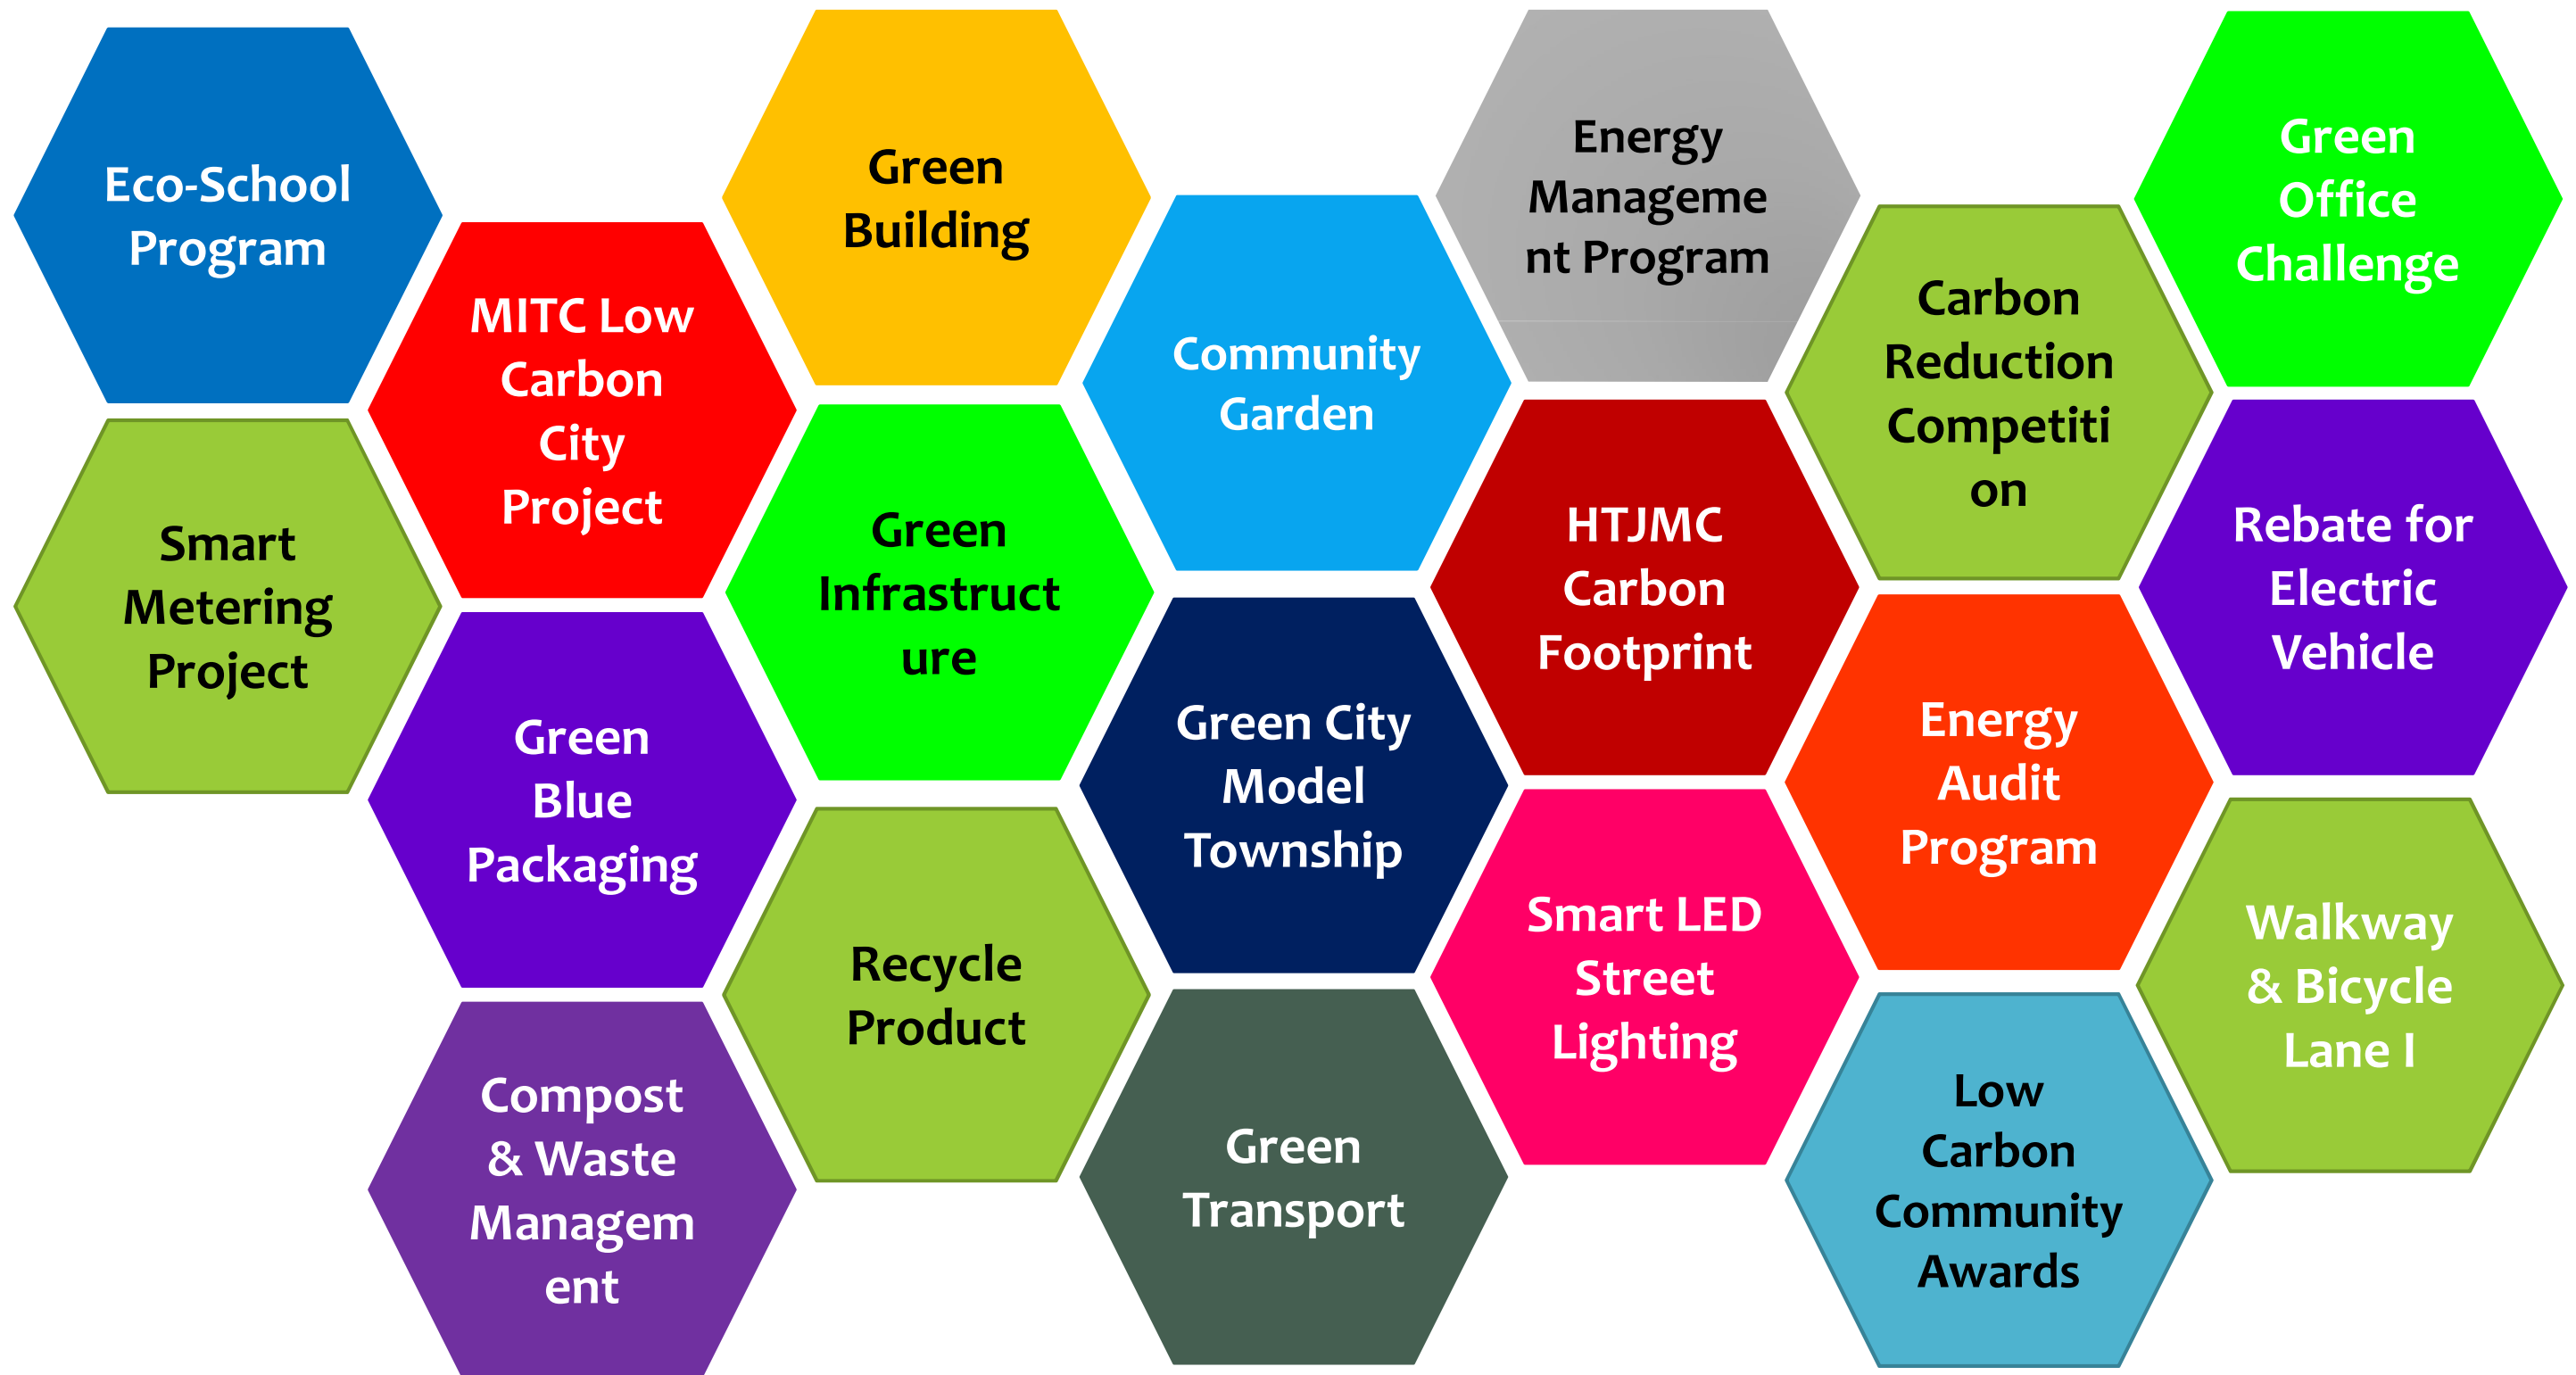 Eco-School
Program
Smart
Metering
Project
MITC Low
Carbon
City
Project
Green
Blue
Packaging
Compost
& Waste
Managem
ent
Green
Building
Green
Infrastruct
ure
Recycle
Product
Community
Garden
Green City
Model
Township
Green
Transport
Energy
Manageme
nt Program
HTJMC
Carbon
Footprint
Smart LED
Street
Lighting
Carbon
Reduction
Competiti
on
Energy
Audit
Program
Low
Carbon
Community
Awards
Green
Office
Challenge
Rebate for
Electric
Vehicle
Walkway
& Bicycle
Lane I